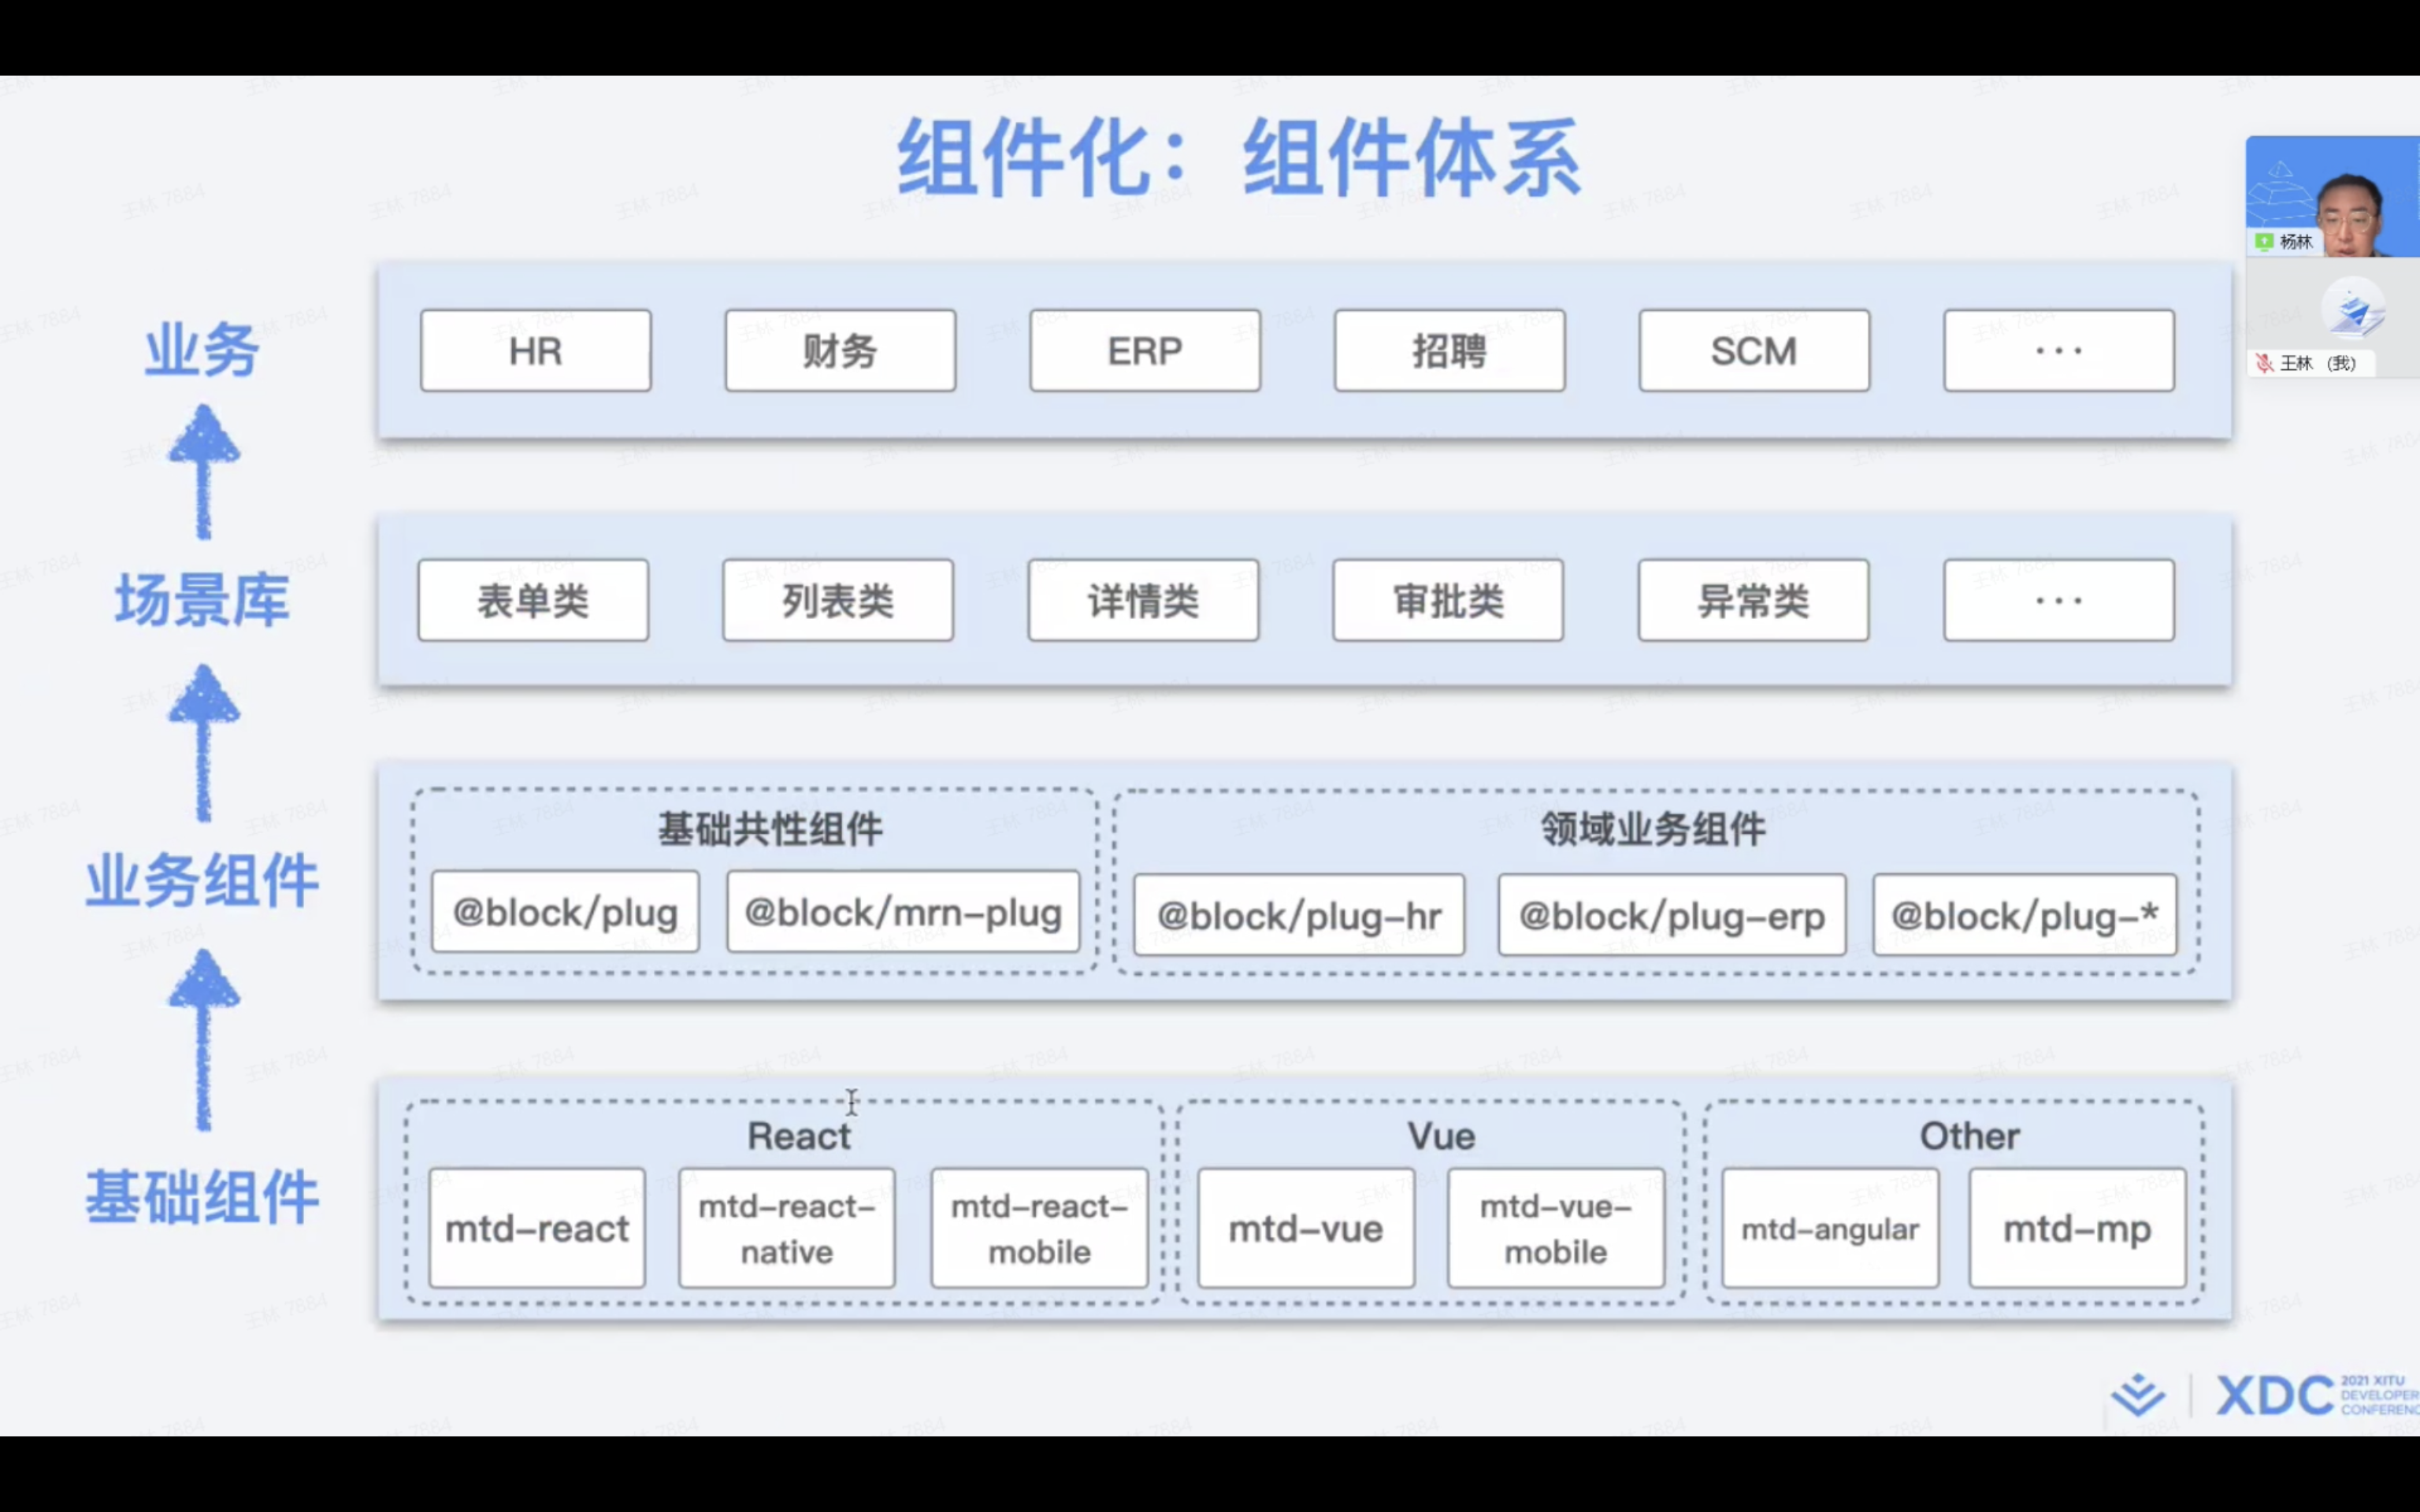 组件化：组件体系
杨林
王林 (我)
业务
HR
财务
ERP
招聘
SCM
···
场景库
表单类
列表类
详情类
审批类
异常类
···
业务组件
基础共性组件
@block/plug
@block/mrn-plug
领域业务组件
@block/plug-hr
@block/plug-erp
@block/plug-*
基础组件
React
mtd-react
mtd-react-
native
mtd-react-
mobile
Vue
mtd-vue
mtd-vue-
mobile
Other
mtd-angular
mtd-mp
XDC
2021 XITU
DEVELOPER
CONFERENC
王林 7884